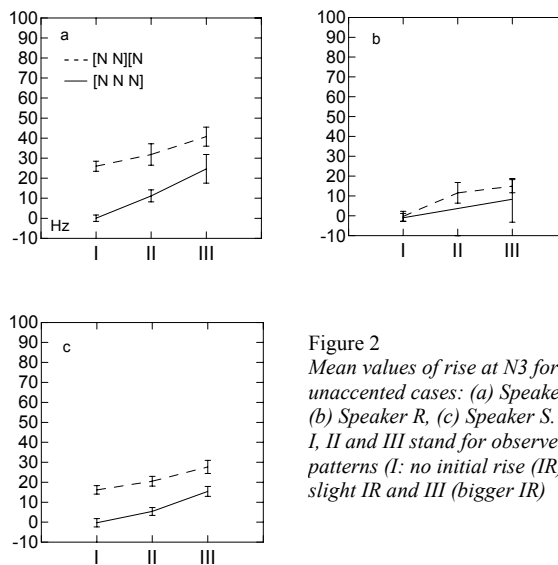 a
[N N][N
[N N N]
100
90
80
70
60
50
40
30
20
10
0
-10
Hz
I II III
b
100
90
80
70
60
50
40
30
20
10
0
-10
I II III
c
100
90
80
70
60
50
40
30
20
10
0
-10
I II III
Figure 2
Mean values of rise at N3 for
unaccented cases: (a) Speake
(b) Speaker R, (c) Speaker S.
I, II and III stand for observe
patterns (I: no initial rise (IR)
slight IR and III (bigger IR)